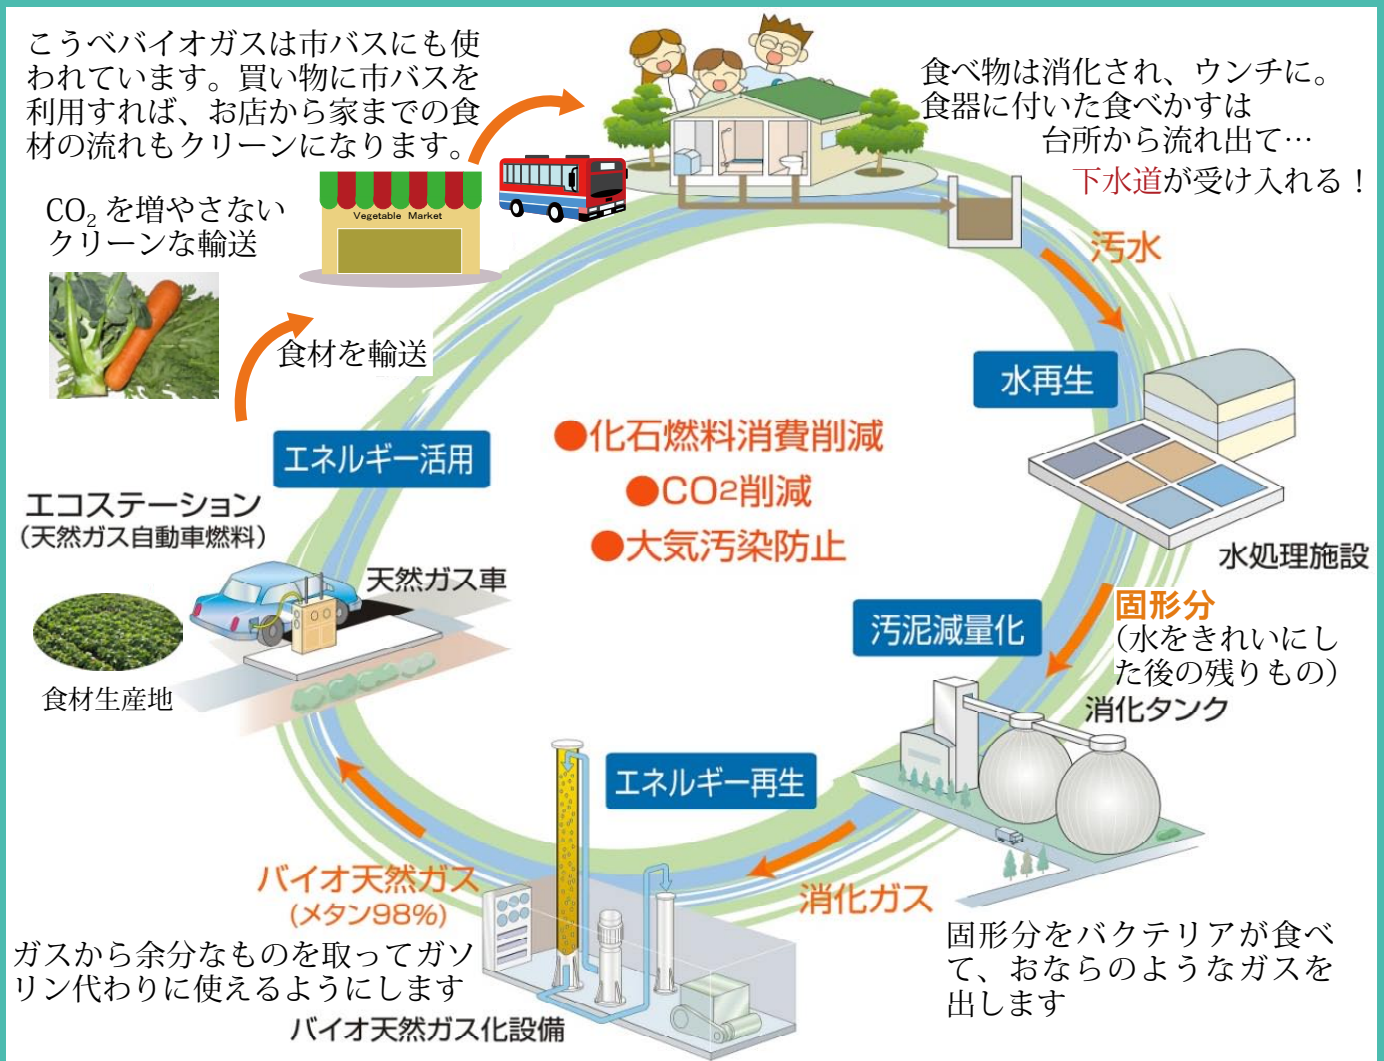 こうべバイオガスは市バスにも使
われています。買い物に市バスを
利用すれば、お店から家までの食
材の流れもクリーンになります。
食べ物は消化され、ウンチに。
食器に付いた食べかすは
台所から流れ出て…
下水道が受け入れる！
CO₂を増やさない
クリーンな輸送
Vegetable Market
汚水
食材を輸送
水再生
エネルギー活用
●化石燃料消費削減
●CO2削減
●大気汚染防止
エコステーション
(天然ガス自動車燃料)
水処理施設
天然ガス車
固形分
（水をきれいにし
た後の残りもの）
汚泥減量化
食材生産地
消化タンク
エネルギー再生
バイオ天然ガス
(メタン98%)
消化ガス
ガスから余分なものを取ってガソ
リン代わりに使えるようにします
固形分をバクテリアが食べ
て、おならのようなガスを
出します
バイオ天然ガス化設備